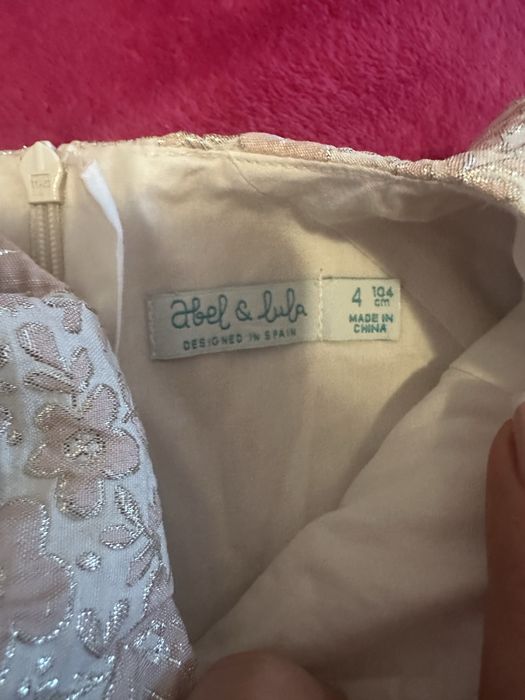 abel & lula
DESIGNED IN SPAIN
4 104 cm
MADE IN
CHINA